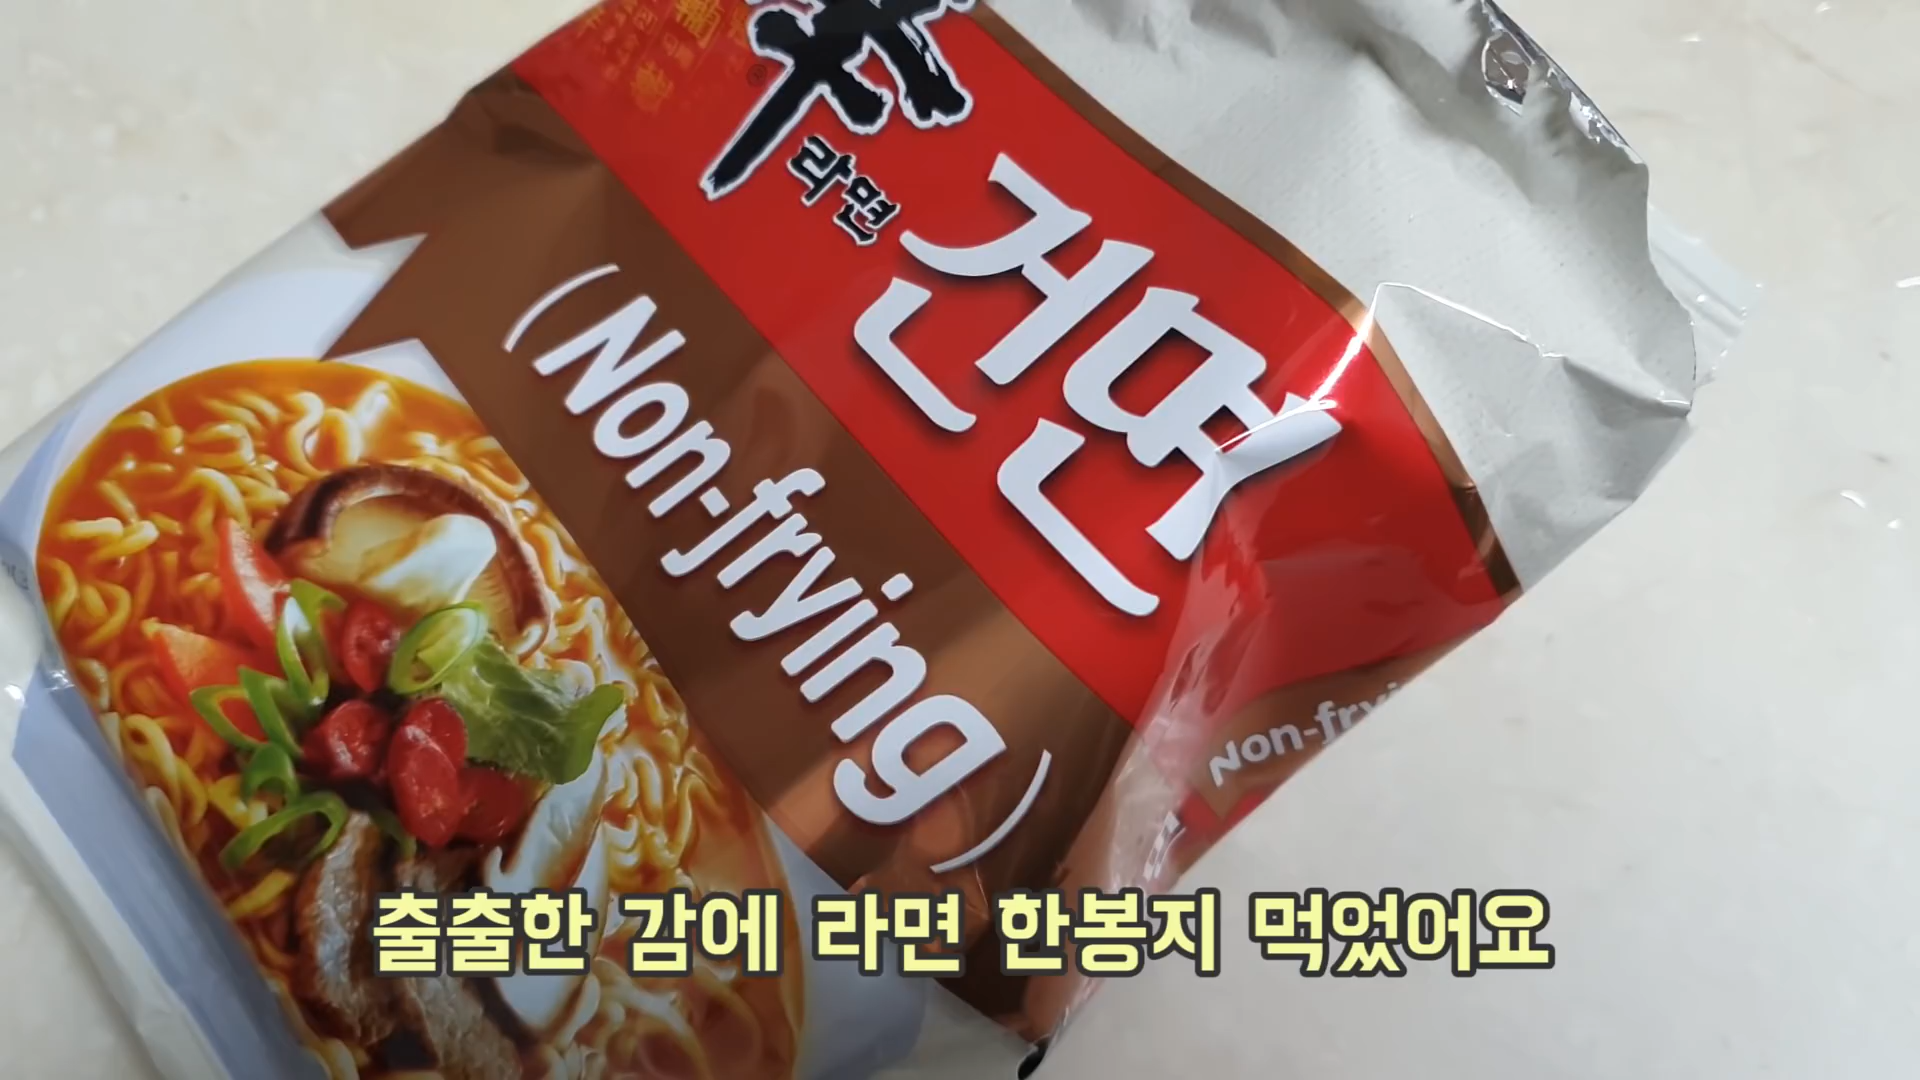 辛
라면
건면
(Non-frying)
Non-fry
출출한 감에 라면 한봉지 먹었어요